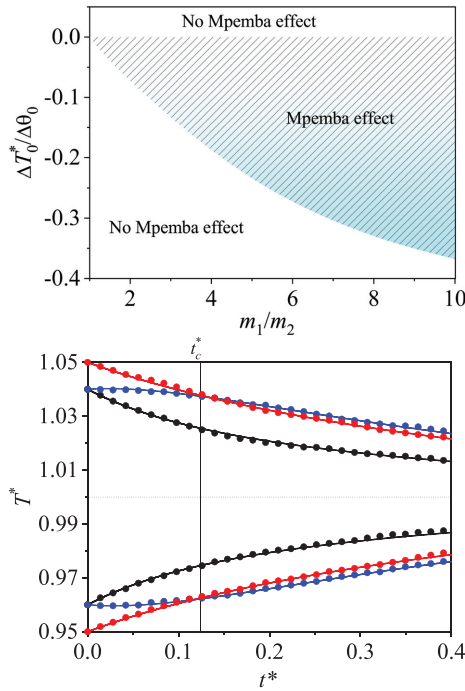 No Mpemba effect
0.0
-0.1
-0.2
-0.3
-0.4
ΔT*0/Δθ0
Mpemba effect
No Mpemba effect
2 4 6 8 10
m1/m2
t*c
1.05
1.03
1.01
0.99
0.97
0.95
T*
0.0 0.1 0.2 0.3 0.4
t*